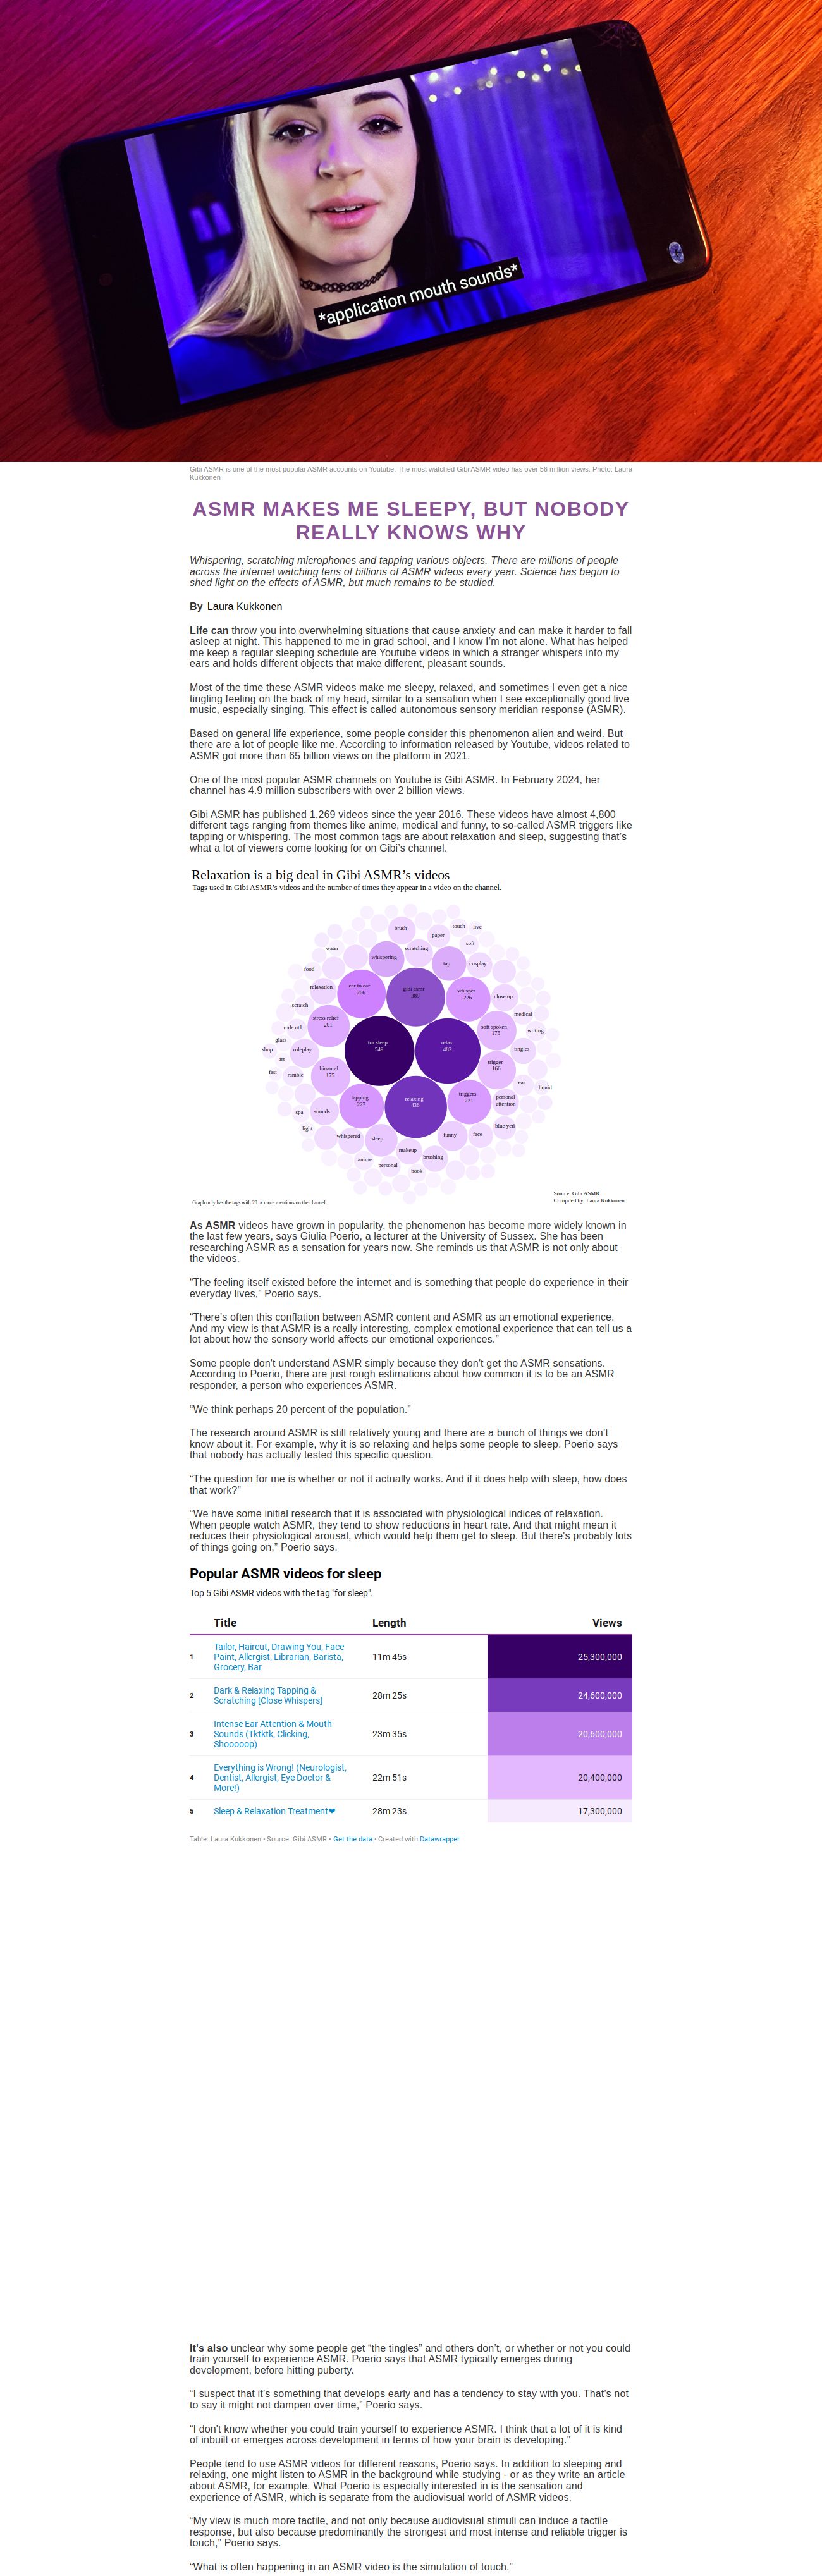 *application mouth sounds*
Gibi ASMR is one of the most popular ASMR accounts on Youtube. The most watched Gibi ASMR video has over 56 million views. Photo: Laura
Kukkonen
ASMR MAKES ME SLEEPY, BUT NOBODY
REALLY KNOWS WHY
Whispering, scratching microphones and tapping various objects. There are millions of people
across the internet watching tens of billions of ASMR videos every year. Science has begun to
shed light on the effects of ASMR, but much remains to be studied.
By Laura Kukkonen
Life can throw you into overwhelming situations that cause anxiety and can make it harder to fall
asleep at night. This happened to me in grad school, and I know I’m not alone. What has helped
me keep a regular sleeping schedule are Youtube videos in which a stranger whispers into my
ears and holds different objects that make different, pleasant sounds.
Most of the time these ASMR videos make me sleepy, relaxed, and sometimes I even get a nice
tingling feeling on the back of my head, similar to a sensation when I see exceptionally good live
music, especially singing. This effect is called autonomous sensory meridian response (ASMR).
Based on general life experience, some people consider this phenomenon alien and weird. But
there are a lot of people like me. According to information released by Youtube, videos related to
ASMR got more than 65 billion views on the platform in 2021.
One of the most popular ASMR channels on Youtube is Gibi ASMR. In February 2024, her
channel has 4.9 million subscribers with over 2 billion views.
Gibi ASMR has published 1,269 videos since the year 2016. These videos have almost 4,800
different tags ranging from themes like anime, medical and funny, to so-called ASMR triggers like
tapping or whispering. The most common tags are about relaxation and sleep, suggesting that’s
what a lot of viewers come looking for on Gibi’s channel.
Relaxation is a big deal in Gibi ASMR’s videos
Tags used in Gibi ASMR’s videos and the number of times they appear in a video on the channel.
brush
touch
live
paper
soft
water
scratching
whispering
tap
cosplay
food
relaxation
ear to ear
266
gibi asmr
389
whisper
226
close up
scratch
medical
stress relief
201
soft spoken
175
writing
rode nt1
glass
shop
roleplay
for sleep
549
relax
482
tingles
art
trigger
166
fast
ramble
binaural
175
ear
liquid
tapping
227
relaxing
436
triggers
221
personal
attention
spa
sounds
light
blue yeti
whispered
sleep
funny
face
makeup
anime
brushing
personal
book
Graph only has the tags with 20 or more mentions on the channel.
Source: Gibi ASMR
Compiled by: Laura Kukkonen
As ASMR videos have grown in popularity, the phenomenon has become more widely known in
the last few years, says Giulia Poerio, a lecturer at the University of Sussex. She has been
researching ASMR as a sensation for years now. She reminds us that ASMR is not only about
the videos.
“The feeling itself existed before the internet and is something that people do experience in their
everyday lives,” Poerio says.
“There's often this conflation between ASMR content and ASMR as an emotional experience.
And my view is that ASMR is a really interesting, complex emotional experience that can tell us a
lot about how the sensory world affects our emotional experiences.”
Some people don't understand ASMR simply because they don't get the ASMR sensations.
According to Poerio, there are just rough estimations about how common it is to be an ASMR
responder, a person who experiences ASMR.
“We think perhaps 20 percent of the population.”
The research around ASMR is still relatively young and there are a bunch of things we don’t
know about it. For example, why it is so relaxing and helps some people to sleep. Poerio says
that nobody has actually tested this specific question.
“The question for me is whether or not it actually works. And if it does help with sleep, how does
that work?”
“We have some initial research that it is associated with physiological indices of relaxation.
When people watch ASMR, they tend to show reductions in heart rate. And that might mean it
reduces their physiological arousal, which would help them get to sleep. But there's probably lots
of things going on,” Poerio says.
Popular ASMR videos for sleep
Top 5 Gibi ASMR videos with the tag "for sleep".
Title Length Views
1 Tailor, Haircut, Drawing You, Face
Paint, Allergist, Librarian, Barista,
Grocery, Bar 11m 45s 25,300,000
2 Dark & Relaxing Tapping &
Scratching [Close Whispers] 28m 25s 24,600,000
3 Intense Ear Attention & Mouth
Sounds (Tktktk, Clicking,
Shooooop) 23m 35s 20,600,000
4 Everything is Wrong! (Neurologist,
Dentist, Allergist, Eye Doctor &
More!) 22m 51s 20,400,000
5 Sleep & Relaxation Treatment❤ 28m 23s 17,300,000
Table: Laura Kukkonen • Source: Gibi ASMR • Get the data • Created with Datawrapper
It's also unclear why some people get “the tingles” and others don’t, or whether or not you could
train yourself to experience ASMR. Poerio says that ASMR typically emerges during
development, before hitting puberty.
“I suspect that it’s something that develops early and has a tendency to stay with you. That's not
to say it might not dampen over time,” Poerio says.
“I don't know whether you could train yourself to experience ASMR. I think that a lot of it is kind
of inbuilt or emerges across development in terms of how your brain is developing.”
People tend to use ASMR videos for different reasons, Poerio says. In addition to sleeping and
relaxing, one might listen to ASMR in the background while studying - or as they write an article
about ASMR, for example. What Poerio is especially interested in is the sensation and
experience of ASMR, which is separate from the audiovisual world of ASMR videos.
“My view is much more tactile, and not only because audiovisual stimuli can induce a tactile
response, but also because predominantly the strongest and most intense and reliable trigger is
touch,” Poerio says.
“What is often happening in an ASMR video is the simulation of touch.”